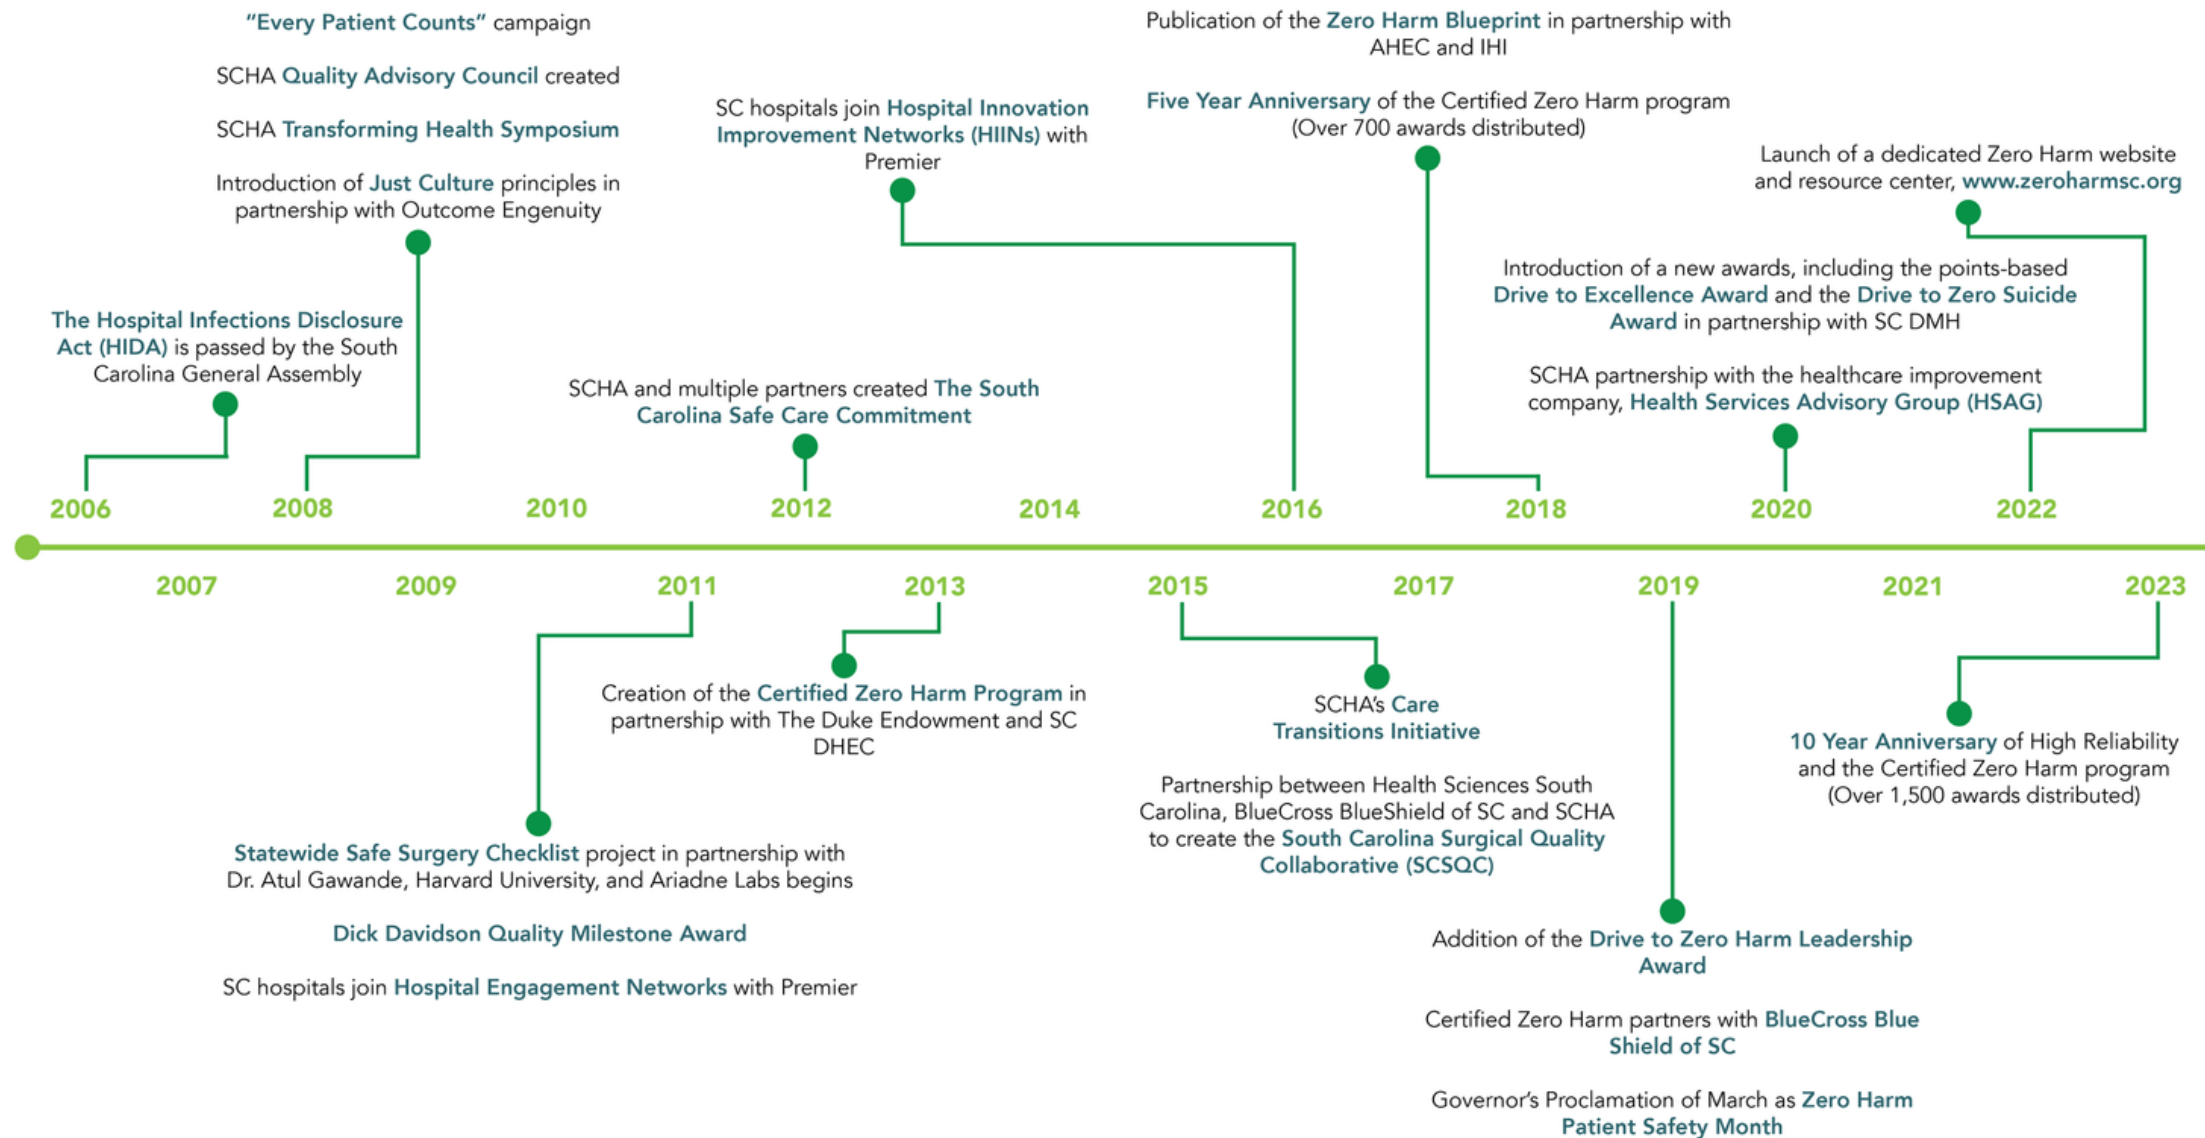 "Every Patient Counts" campaign
SCHA Quality Advisory Council created
SCHA Transforming Health Symposium
Introduction of Just Culture principles in
partnership with Outcome Engenuity
The Hospital Infections Disclosure
Act (HIDA) is passed by the South
Carolina General Assembly
SCHA and multiple partners created The South
Carolina Safe Care Commitment
SC hospitals join Hospital Innovation
Improvement Networks (HIINs) with
Premier
Publication of the Zero Harm Blueprint in partnership with
AHEC and IHI
Five Year Anniversary of the Certified Zero Harm program
(Over 700 awards distributed)
Introduction of a new awards, including the points-based
Drive to Excellence Award and the Drive to Zero Suicide
Award in partnership with SC DMH
SCHA partnership with the healthcare improvement
company, Health Services Advisory Group (HSAG)
Launch of a dedicated Zero Harm website
and resource center, www.zeroharmsc.org
2006
2008
2010
2012
2014
2016
2018
2020
2022
2007
2009
2011
2013
2015
2017
2019
2021
2023
Statewide Safe Surgery Checklist project in partnership with
Dr. Atul Gawande, Harvard University, and Ariadne Labs begins
Dick Davidson Quality Milestone Award
SC hospitals join Hospital Engagement Networks with Premier
Creation of the Certified Zero Harm Program in
partnership with The Duke Endowment and SC
DHEC
SCHA's Care
Transitions Initiative
Partnership between Health Sciences South
Carolina, BlueCross BlueShield of SC and SCHA
to create the South Carolina Surgical Quality
Collaborative (SCSQC)
Addition of the Drive to Zero Harm Leadership
Award
Certified Zero Harm partners with BlueCross Blue
Shield of SC
Governor's Proclamation of March as Zero Harm
Patient Safety Month
10 Year Anniversary of High Reliability
and the Certified Zero Harm program
(Over 1,500 awards distributed)